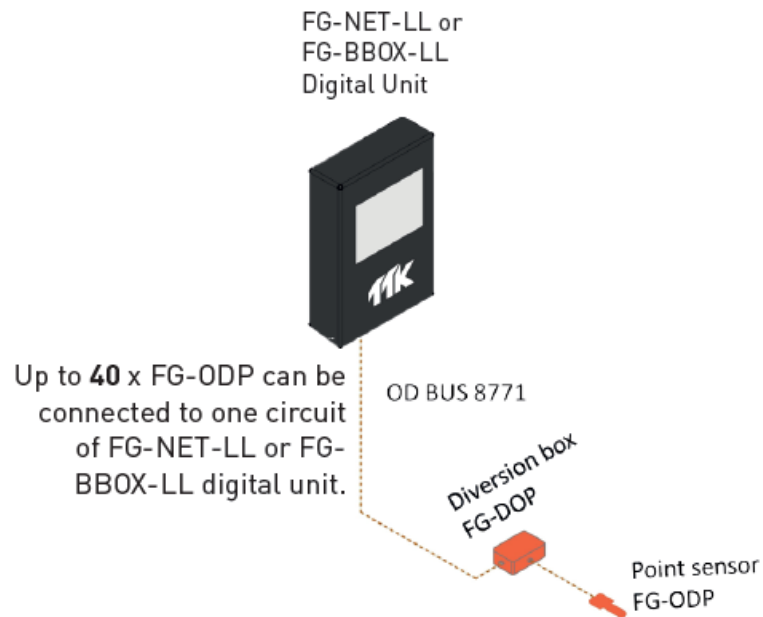 FG-NET-LL or
FG-BBOX-LL
Digital Unit
TTK
Up to 40 x FG-ODP can be
connected to one circuit
of FG-NET-LL or FG-
BBOX-LL digital unit.
OD BUS 8771
Diversion box
FG-DOP
Point sensor
FG-ODP